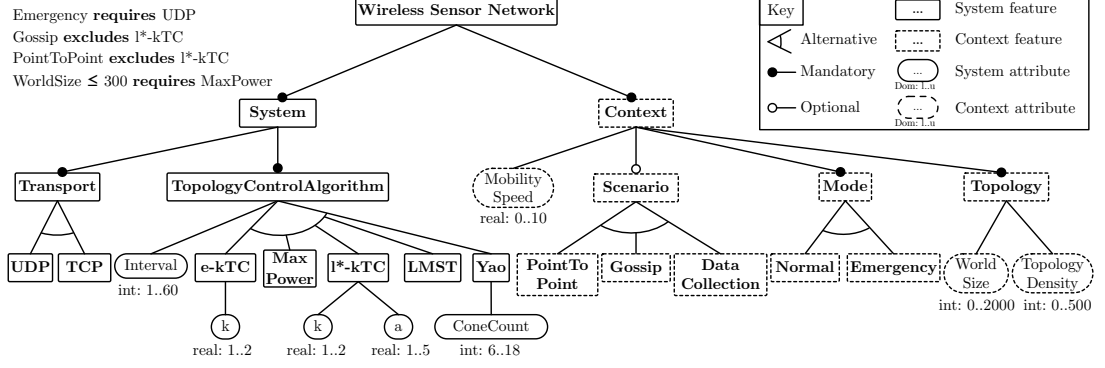 Emergency requires UDP
Gossip excludes l*-kTC
PointToPoint excludes l*-kTC
WorldSize ≤ 300 requires MaxPower
Wireless Sensor Network
Key
Alternative
Mandatory
Optional
...
System feature
...
Context feature
...
Dom: l..u
System attribute
...
Dom: l..u
Context attribute
System
Context
Transport
TopologyControlAlgorithm
Mobility
Speed
real: 0..10
Scenario
Mode
Topology
UDP
TCP
Interval
int: 1..60
e-kTC
Max
Power
l*-kTC
LMST
Yao
PointTo
Point
Gossip
Data
Collection
Normal
Emergency
World
Size
int: 0..2000
Topology
Density
int: 0..500
k
real: 1..2
k
real: 1..2
a
real: 1..5
ConeCount
int: 6..18